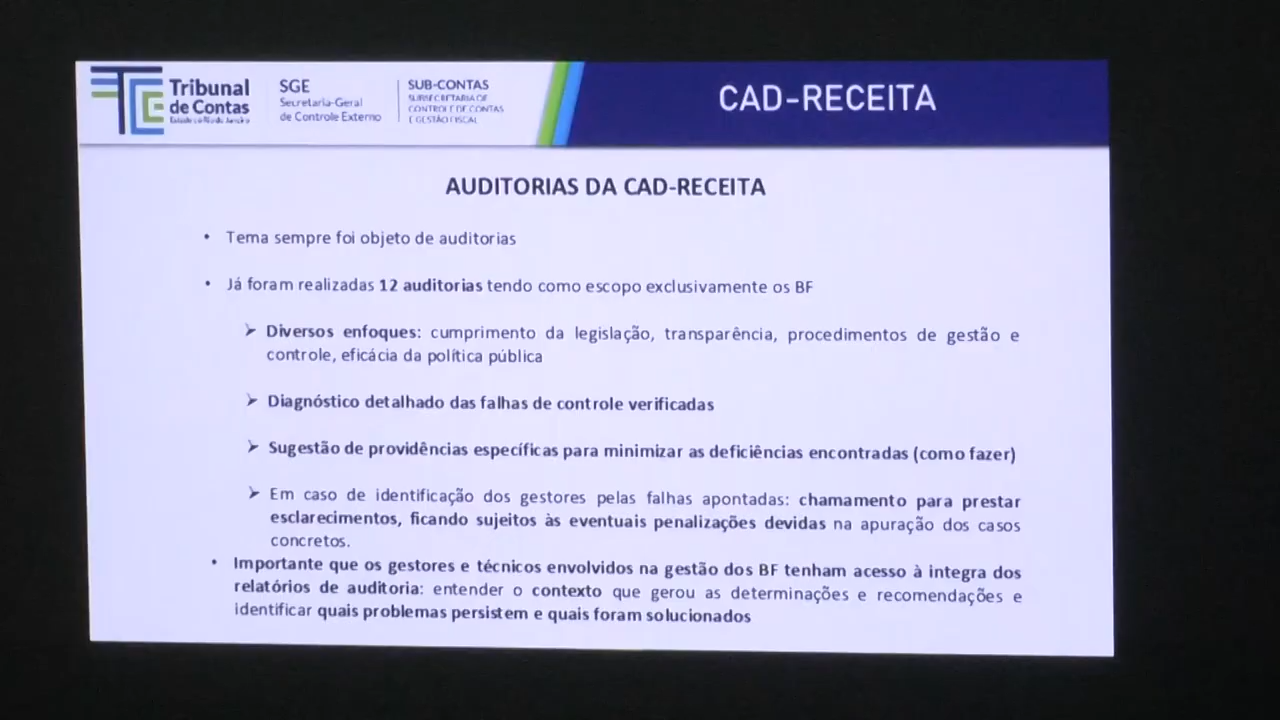 Tribunal
de Contas
Estado do Rio de Janeiro
SGE
Secretaria-Geral
de Controle Externo
SUB-CONTAS
SUBSECRETARIA DE
CONTROLE DE CONTAS
E GESTÃO FISCAL
CAD-RECEITA
AUDITORIAS DA CAD-RECEITA
• Tema sempre foi objeto de auditorias
• Já foram realizadas 12 auditorias tendo como escopo exclusivamente os BF
➢ Diversos enfoques: cumprimento da legislação, transparência, procedimentos de gestão e
controle, eficácia da política pública
➢ Diagnóstico detalhado das falhas de controle verificadas
➢ Sugestão de providências específicas para minimizar as deficiências encontradas (como fazer)
➢ Em caso de identificação dos gestores pelas falhas apontadas: chamamento para prestar
esclarecimentos, ficando sujeitos às eventuais penalizações devidas na apuração dos casos
concretos.
• Importante que os gestores e técnicos envolvidos na gestão dos BF tenham acesso à integra dos
relatórios de auditoria: entender o contexto que gerou as determinações e recomendações e
identificar quais problemas persistem e quais foram solucionados